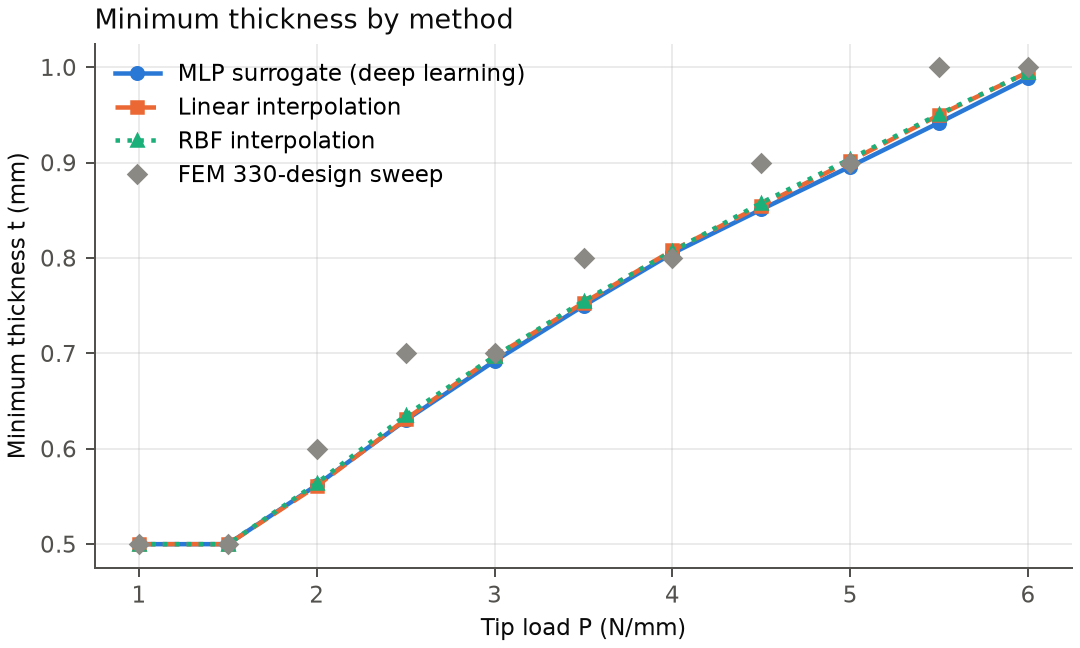 Minimum thickness by method
MLP surrogate (deep learning)
Linear interpolation
RBF interpolation
FEM 330-design sweep
Minimum thickness t (mm)
1.0
0.9
0.8
0.7
0.6
0.5
1 2 3 4 5 6
Tip load P (N/mm)